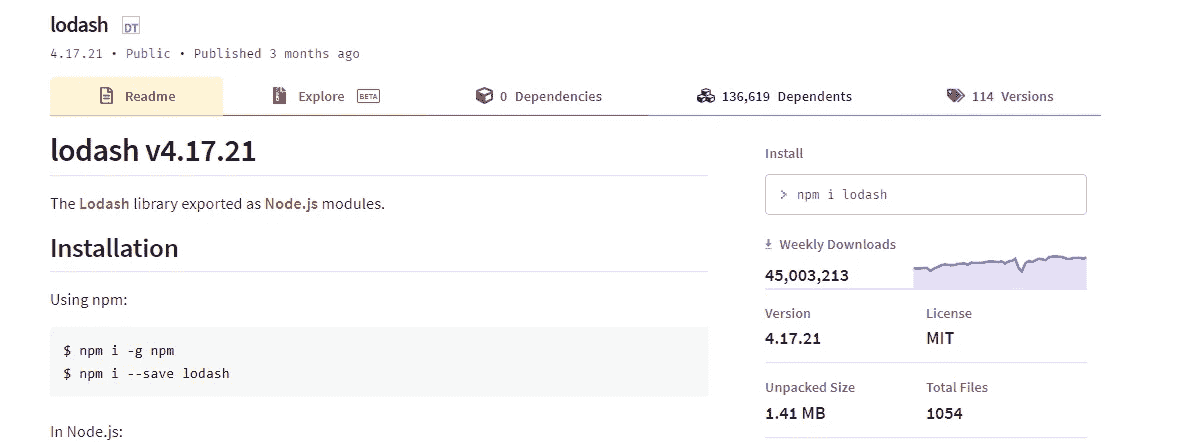 lodash DT
4.17.21 • Public • Published 3 months ago
Readme
Explore BETA
0 Dependencies
136,619 Dependents
114 Versions
lodash v4.17.21
The Lodash library exported as Node.js modules.
Installation
Using npm:
$ npm i -g npm
$ npm i --save lodash
In Node.js:
Install
> npm i lodash
Weekly Downloads
45,003,213
Version
4.17.21
License
MIT
Unpacked Size
1.41 MB
Total Files
1054